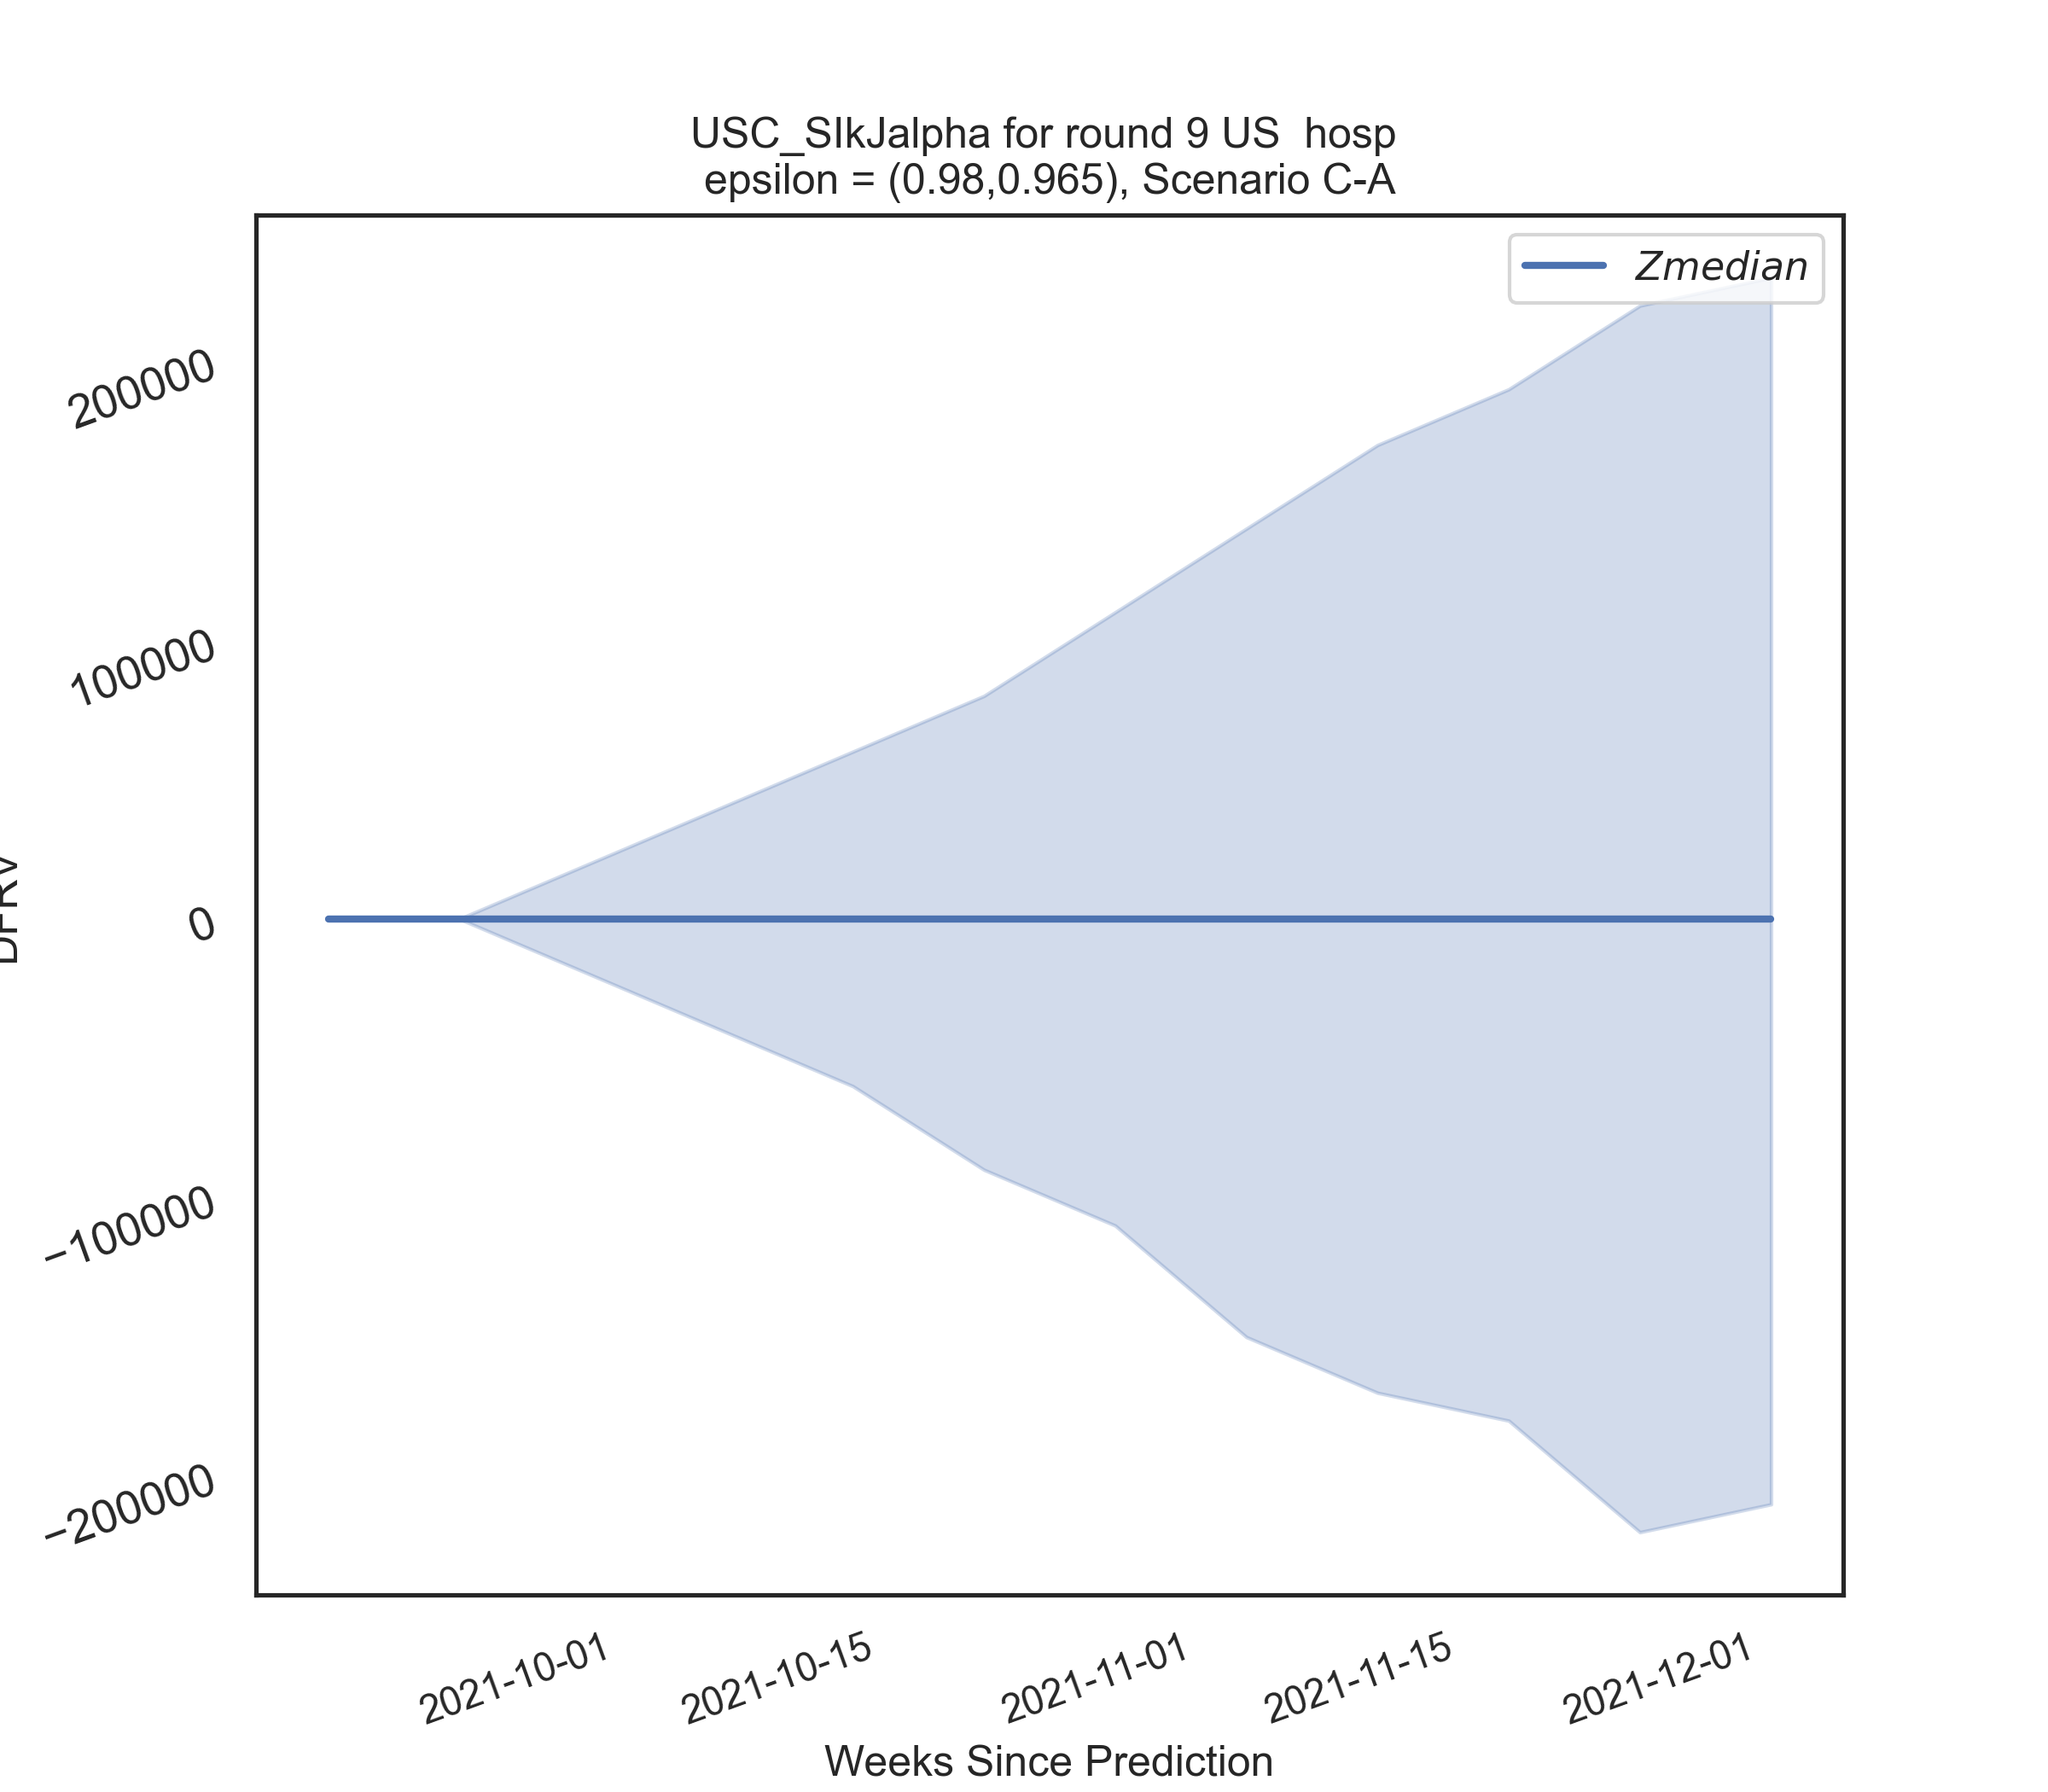 USC_SIkJalpha for round 9 US  hosp
epsilon = (0.98,0.965), Scenario C-A
Zmedian
200000
100000
0
−100000
−200000
2021-10-01
2021-10-15
2021-11-01
2021-11-15
2021-12-01
Weeks Since Prediction